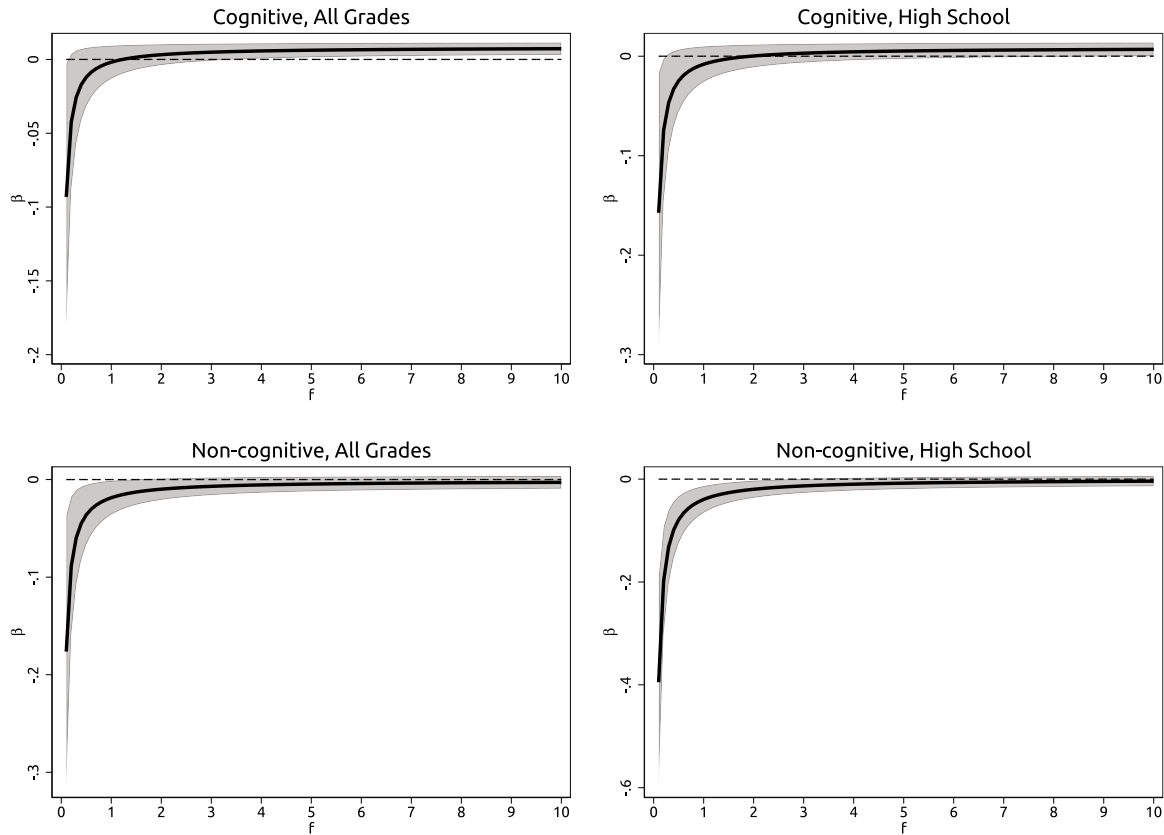 Cognitive, All Grades
0
-.05
-.1
-.15
-.2
β
0 1 2 3 4 5 6 7 8 9 10
f
Cognitive, High School
0
-.1
-.2
-.3
β
0 1 2 3 4 5 6 7 8 9 10
f
Non-cognitive, All Grades
0
-.1
-.2
-.3
β
0 1 2 3 4 5 6 7 8 9 10
f
Non-cognitive, High School
0
-.2
-.4
-.6
β
0 1 2 3 4 5 6 7 8 9 10
f